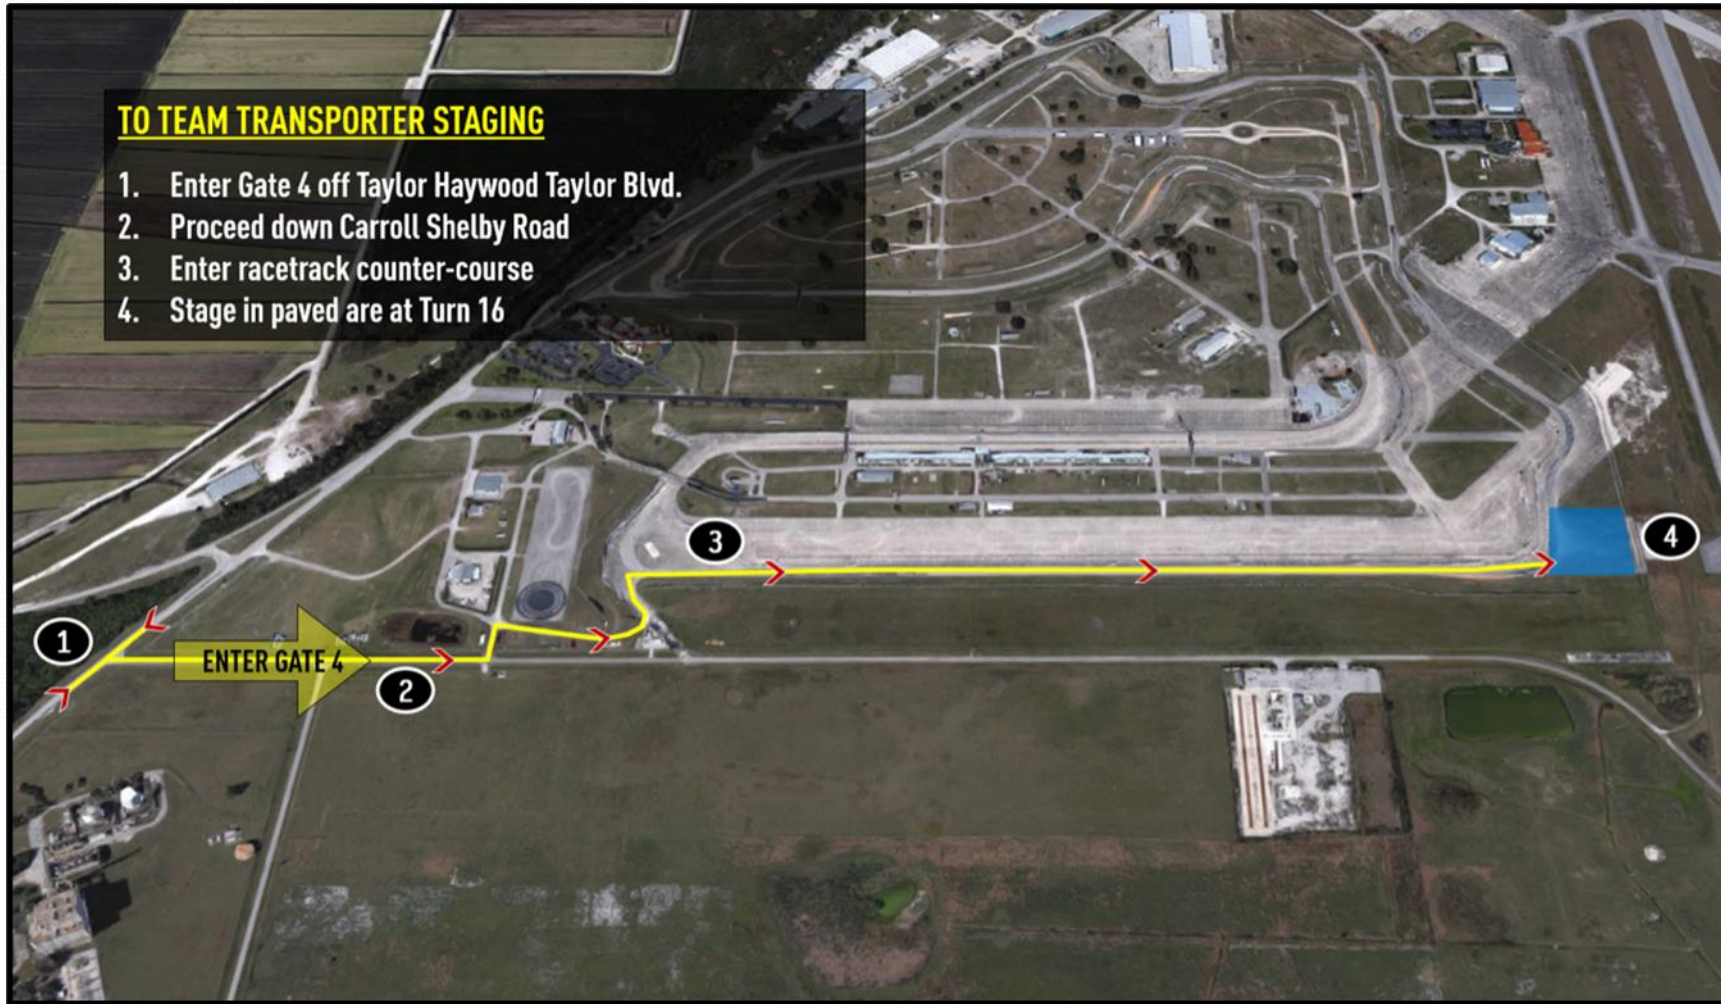 TO TEAM TRANSPORTER STAGING
1. Enter Gate 4 off Taylor Haywood Taylor Blvd.
2. Proceed down Carroll Shelby Road
3. Enter racetrack counter-course
4. Stage in paved are at Turn 16
3
4
1
ENTER GATE 4
2